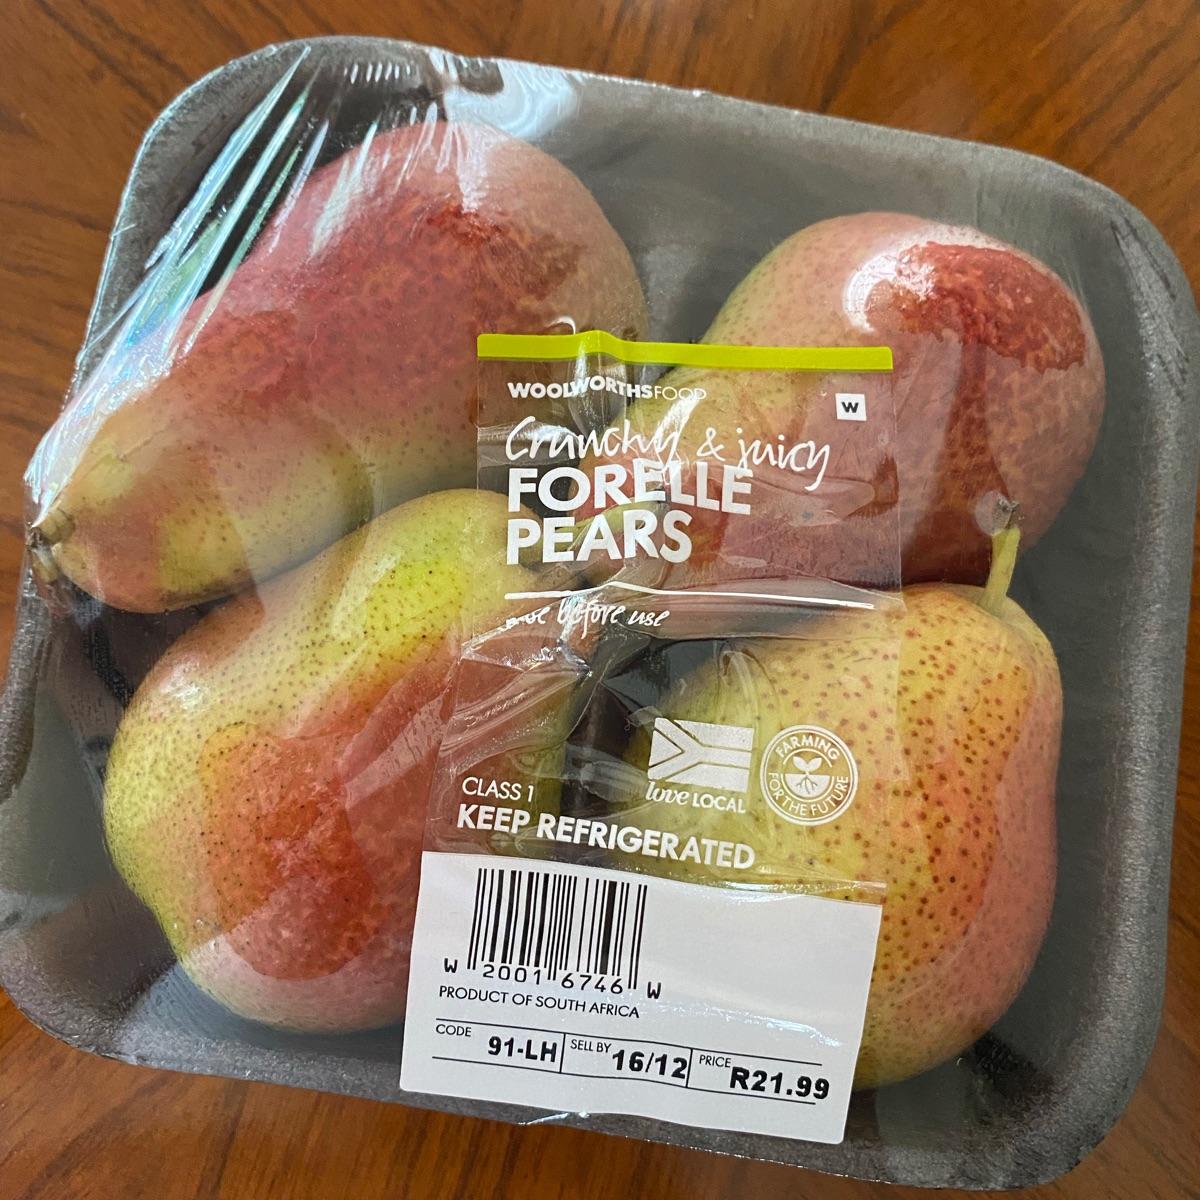 WOOLWORTHSFOOD
W
Crunchy & juicy
FORELLE
PEARS
before use
love LOCAL
FARMING
FOR THE FUTURE
CLASS 1
KEEP REFRIGERATED
W 2001 6746 W
PRODUCT OF SOUTH AFRICA
CODE 91-LH SELL BY 16/12 PRICE R21.99